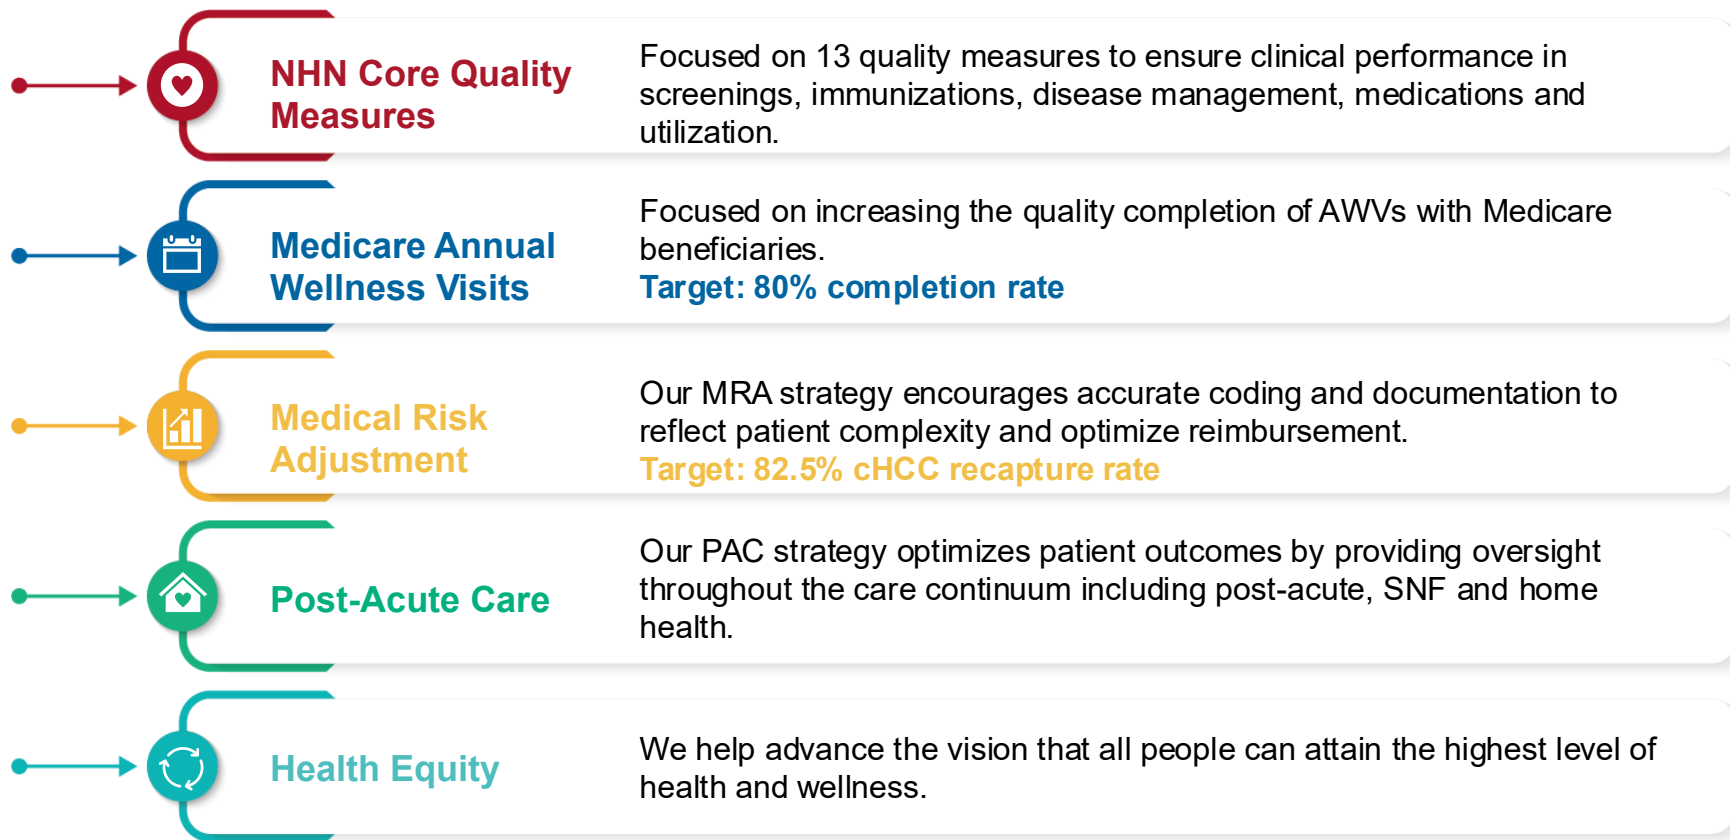 NHN Core Quality
Measures
Focused on 13 quality measures to ensure clinical performance in
screenings, immunizations, disease management, medications and
utilization.
Medicare Annual
Wellness Visits
Focused on increasing the quality completion of AWVs with Medicare
beneficiaries.
Target: 80% completion rate
Medical Risk
Adjustment
Our MRA strategy encourages accurate coding and documentation to
reflect patient complexity and optimize reimbursement.
Target: 82.5% cHCC recapture rate
Post-Acute Care
Our PAC strategy optimizes patient outcomes by providing oversight
throughout the care continuum including post-acute, SNF and home
health.
Health Equity
We help advance the vision that all people can attain the highest level of
health and wellness.